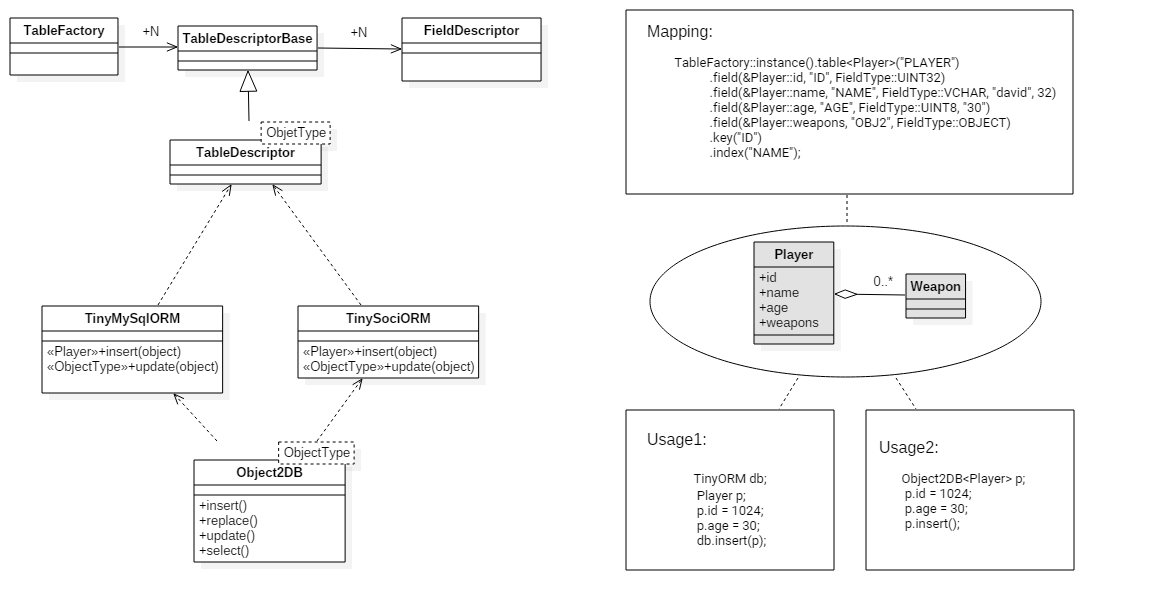 TableFactory
+N
TableDescriptorBase
+N
FieldDescriptor
ObjetType
TableDescriptor
TinyMySqlORM
«Player»+insert(object)
«ObjectType»+update(object)
TinySociORM
«Player»+insert(object)
«ObjectType»+update(object)
ObjectType
Object2DB
+insert()
+replace()
+update()
+select()
Mapping:
TableFactory::instance().table<Player>("PLAYER")
.field(&Player::id, "ID", FieldType::UINT32)
.field(&Player::name, "NAME", FieldType::VCHAR, "david", 32)
.field(&Player::age, "AGE", FieldType::UINT8, "30")
.field(&Player::weapons, "OBJ2", FieldType::OBJECT)
.key("ID")
.index("NAME");
Player
+id
+name
+age
+weapons
0..*
Weapon
Usage1:
TinyORM db;
Player p;
p.id = 1024;
p.age = 30;
db.insert(p);
Usage2:
Object2DB<Player> p;
p.id = 1024;
p.age = 30;
p.insert();